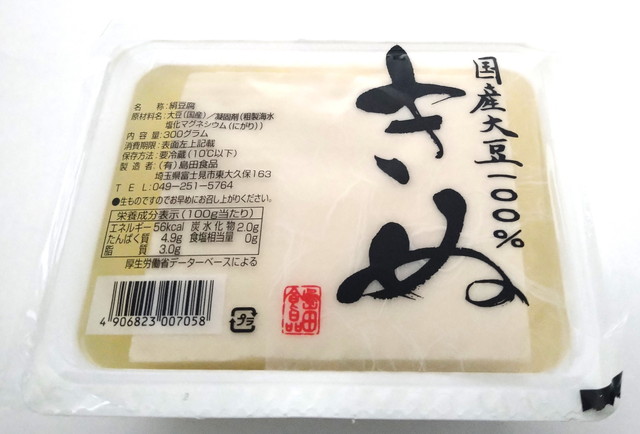 国産大豆一〇〇%
きぬ
名 称:絹豆腐
原材料名:大豆(国産)/凝固剤(粗製海水
塩化マグネシウム(にがり))
内 容 量:300グラム
消費期限:表面左上記載
保存方法:要冷蔵(10℃以下)
製 造 者:(有)島田食品
埼玉県富士見市東大久保163
TEL:049-251-5764
●生ものですのでお早めにお召し上がりください。
栄養成分表示(100g当たり)
エネルギー 56kcal 炭水化物 2.0g
たんぱく質 4.9g 食塩相当量 0g
脂 質 3.0g
厚生労働省データーベースによる
4 906823 007058
プラ
島田
食品